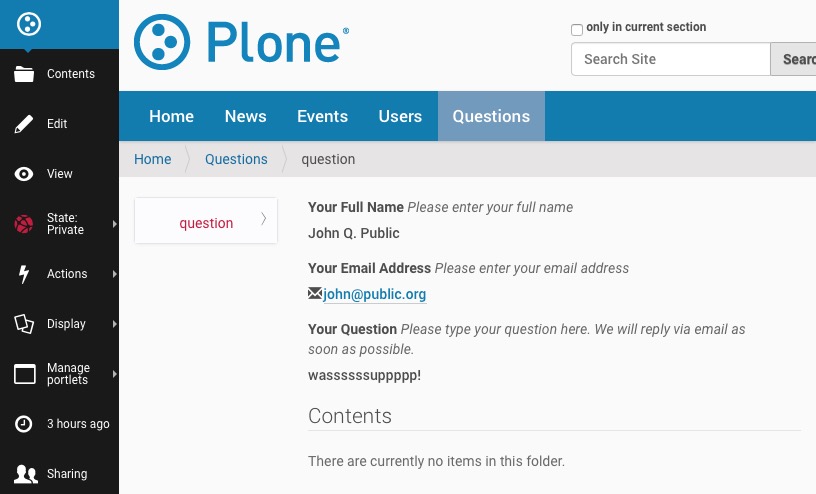 Plone®
only in current section
Search Site
Searc
Home
News
Events
Users
Questions
Home
Questions
question
Contents
Edit
View
State:
Private
Actions
Display
Manage
portlets
3 hours ago
Sharing
question
Your Full Name Please enter your full name
John Q. Public
Your Email Address Please enter your email address
john@public.org
Your Question Please type your question here. We will reply via email as
soon as possible.
wassssssuppppp!
Contents
There are currently no items in this folder.